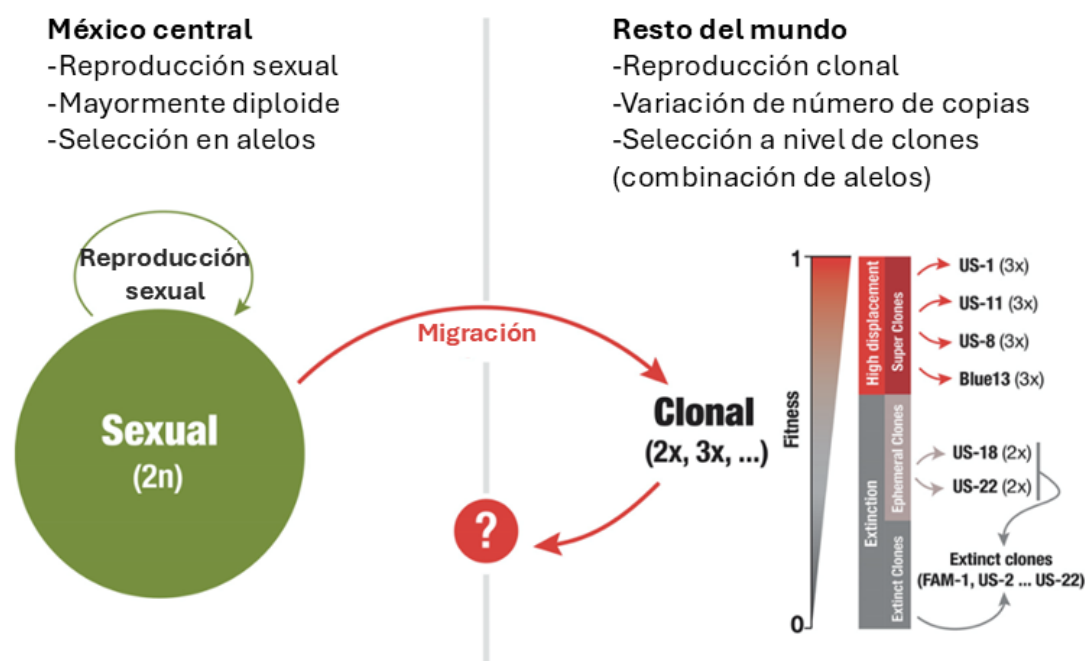 México central
-Reproducción sexual
-Mayormente diploide
-Selección en alelos
Resto del mundo
-Reproducción clonal
-Variación de número de copias
-Selección a nivel de clones
(combinación de alelos)
Reproducción
sexual
Sexual
(2n)
Migración
?
Clonal
(2x, 3x, ...)
Fitness
1
0
High displacement
Super Clones
Extinction
Ephemeral Clones
Extinct Clones
US-1 (3x)
US-11 (3x)
US-8 (3x)
Blue13 (3x)
US-18 (2x)
US-22 (2x)
Extinct clones
(FAM-1, US-2 ... US-22)